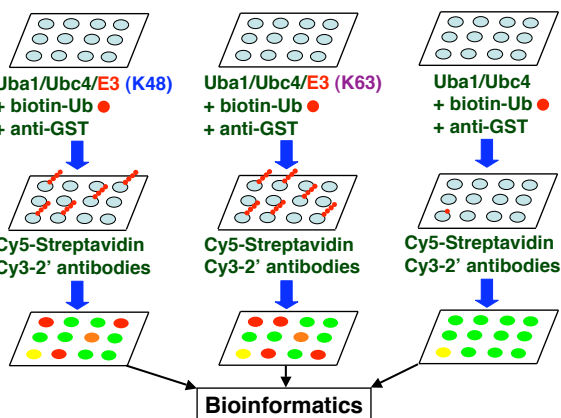 Uba1/Ubc4/E3 (K48)
+ biotin-Ub
+ anti-GST
Uba1/Ubc4/E3 (K63)
+ biotin-Ub
+ anti-GST
Uba1/Ubc4
+ biotin-Ub
+ anti-GST
Cy5-Streptavidin
Cy3-2' antibodies
Cy5-Streptavidin
Cy3-2' antibodies
Cy5-Streptavidin
Cy3-2' antibodies
Bioinformatics